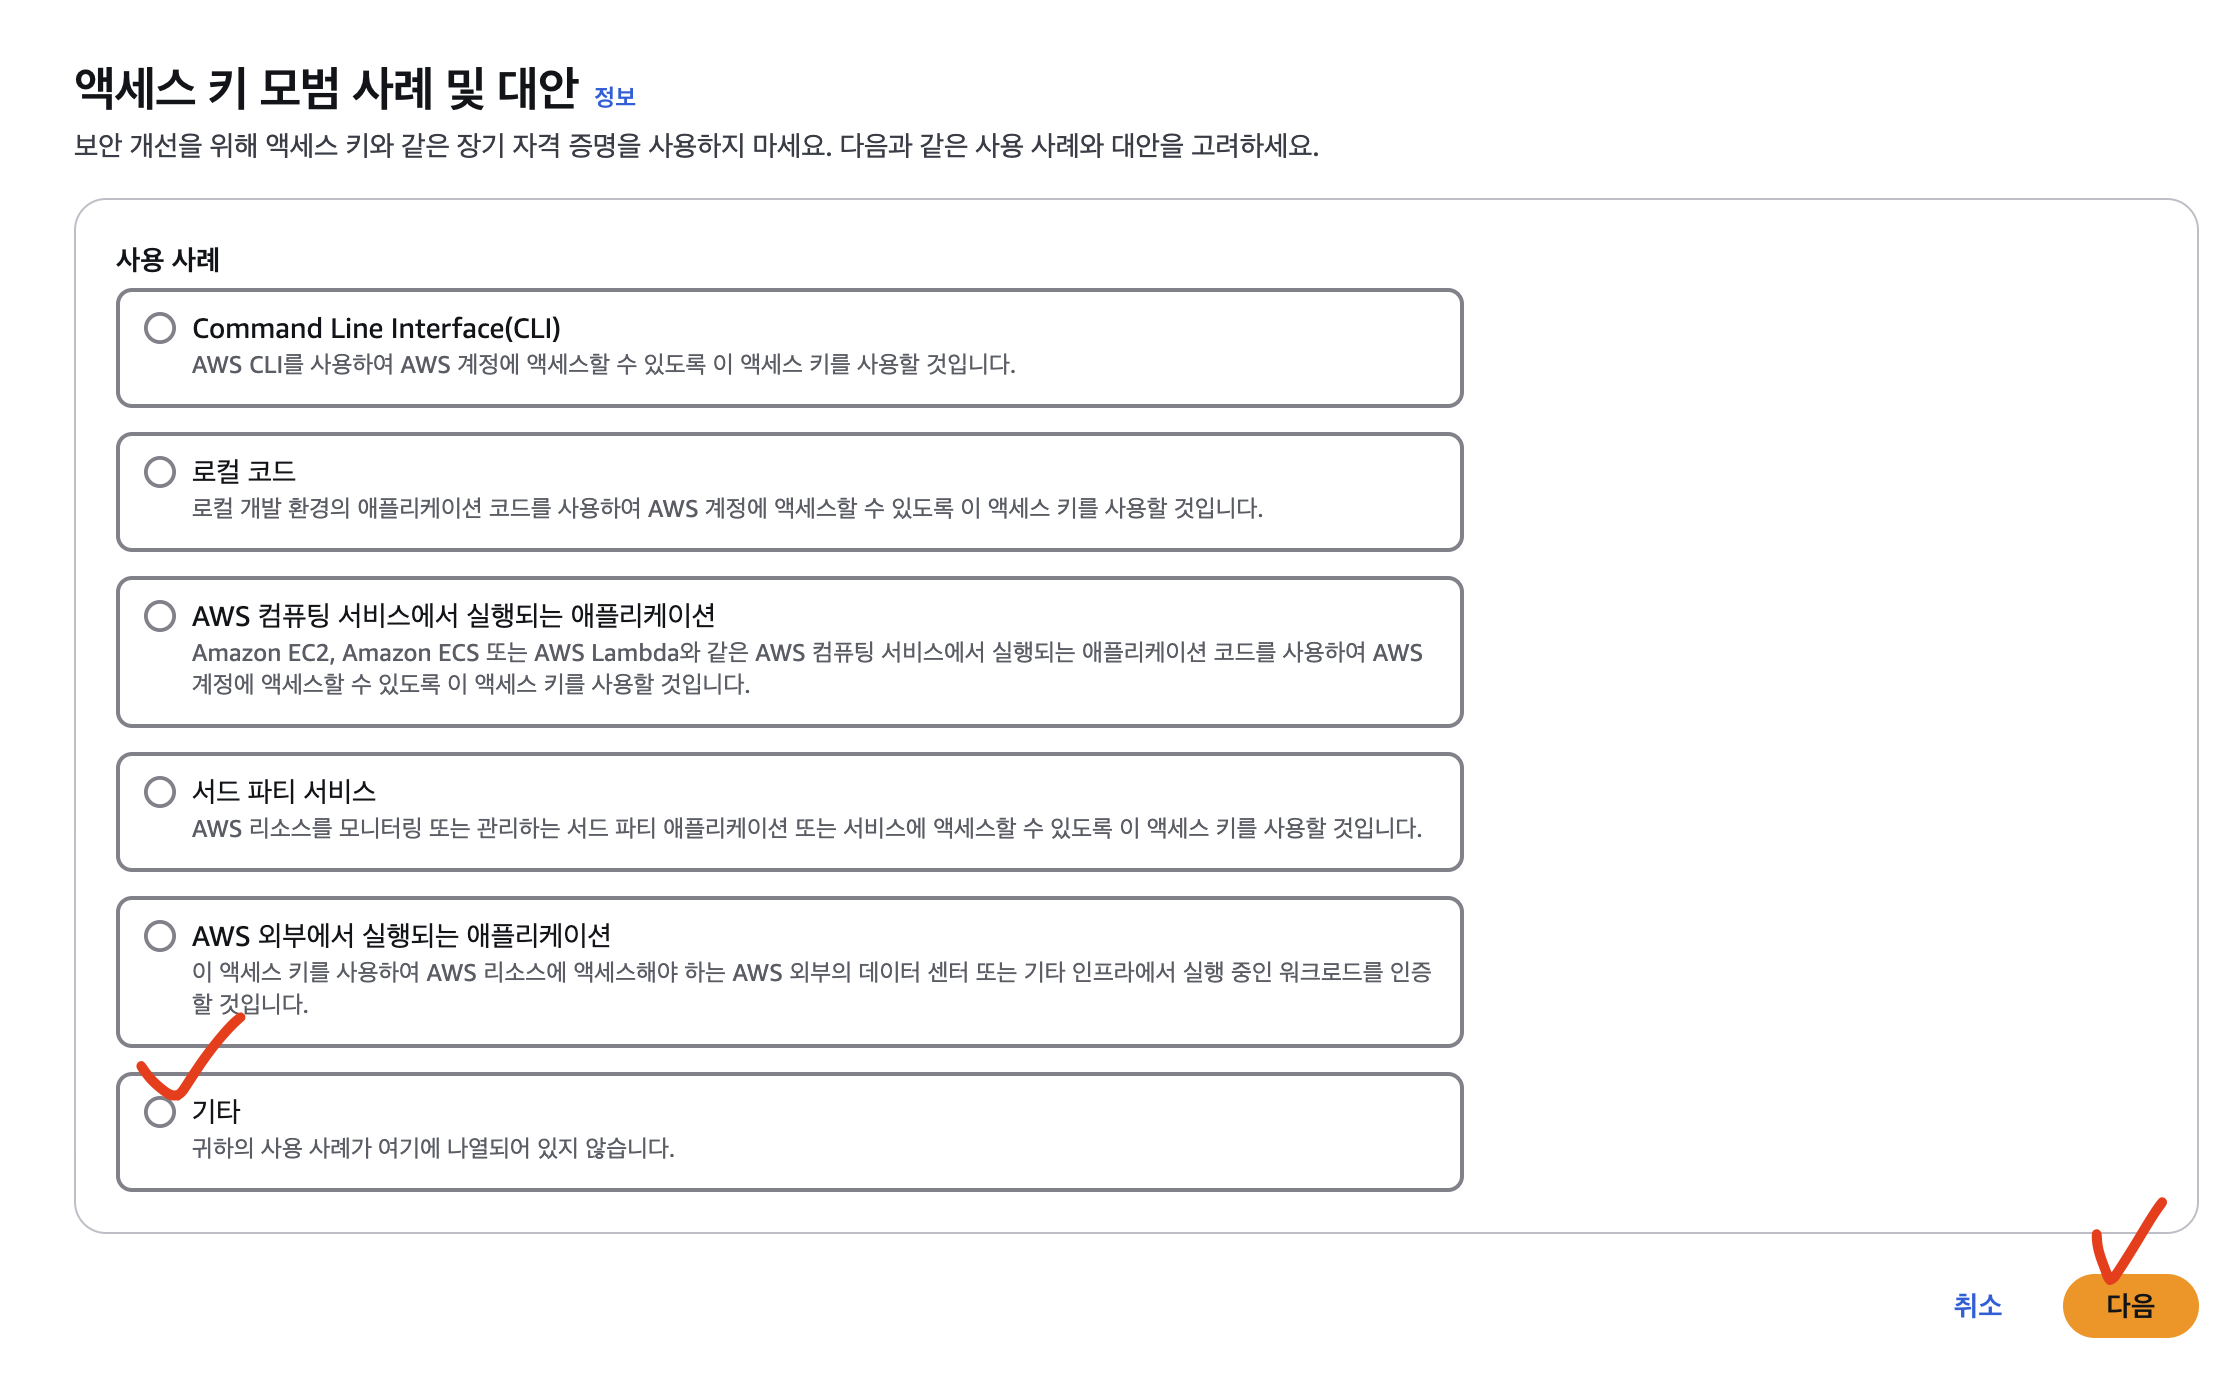 액세스 키 모범 사례 및 대안 정보
보안 개선을 위해 액세스 키와 같은 장기 자격 증명을 사용하지 마세요. 다음과 같은 사용 사례와 대안을 고려하세요.
사용 사례
Command Line Interface(CLI)
AWS CLI를 사용하여 AWS 계정에 액세스할 수 있도록 이 액세스 키를 사용할 것입니다.
로컬 코드
로컬 개발 환경의 애플리케이션 코드를 사용하여 AWS 계정에 액세스할 수 있도록 이 액세스 키를 사용할 것입니다.
AWS 컴퓨팅 서비스에서 실행되는 애플리케이션
Amazon EC2, Amazon ECS 또는 AWS Lambda와 같은 AWS 컴퓨팅 서비스에서 실행되는 애플리케이션 코드를 사용하여 AWS
계정에 액세스할 수 있도록 이 액세스 키를 사용할 것입니다.
서드 파티 서비스
AWS 리소스를 모니터링 또는 관리하는 서드 파티 애플리케이션 또는 서비스에 액세스할 수 있도록 이 액세스 키를 사용할 것입니다.
AWS 외부에서 실행되는 애플리케이션
이 액세스 키를 사용하여 AWS 리소스에 액세스해야 하는 AWS 외부의 데이터 센터 또는 기타 인프라에서 실행 중인 워크로드를 인증
할 것입니다.
기타
귀하의 사용 사례가 여기에 나열되어 있지 않습니다.
취소 다음